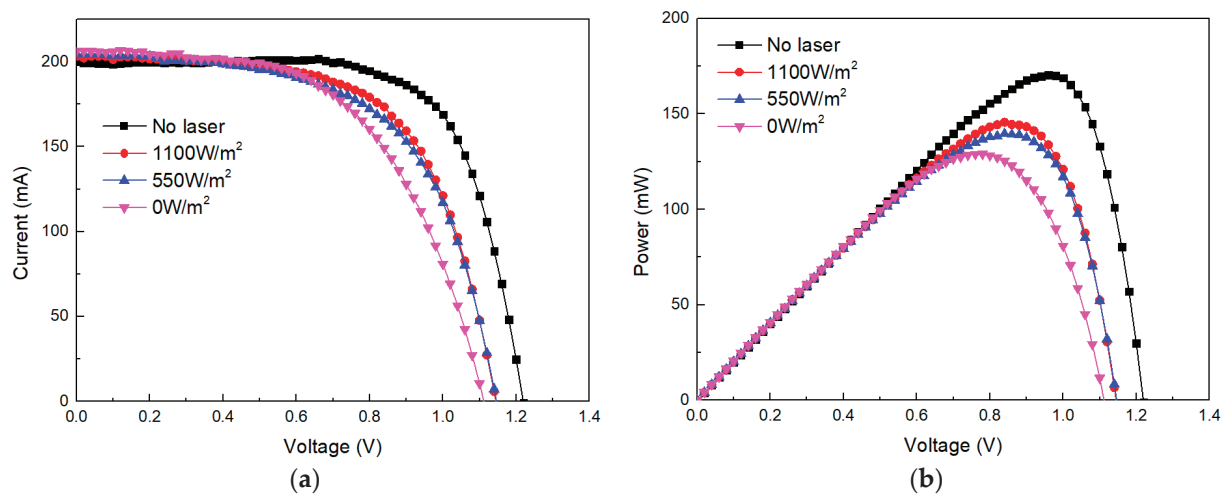 200
150
100
50
0
Current (mA)
No laser
1100W/m²
550W/m²
0W/m²
0.0 0.2 0.4 0.6 0.8 1.0 1.2 1.4
Voltage (V)
(a)
200
150
100
50
0
Power (mW)
No laser
1100W/m²
550W/m²
0W/m²
0.0 0.2 0.4 0.6 0.8 1.0 1.2 1.4
Voltage (V)
(b)